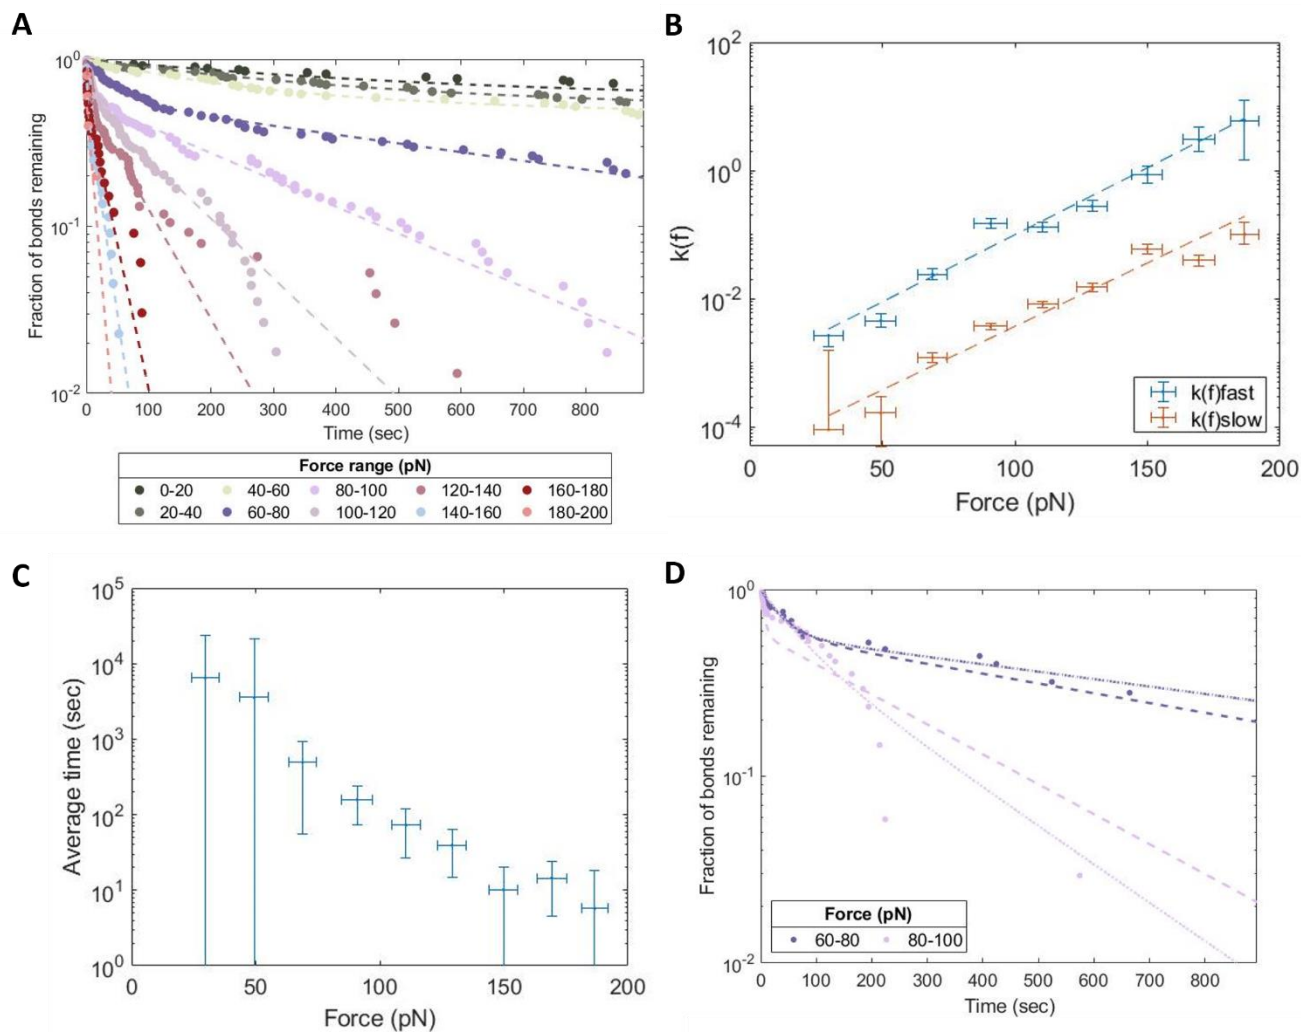 A
Fraction of bonds remaining
10^0
10^-1
10^-2
0 100 200 300 400 500 600 700 800
Time (sec)
Force range (pN)
0-20 40-60 80-100 120-140 160-180
20-40 60-80 100-120 140-160 180-200
B
k(f)
10^2
10^0
10^-2
10^-4
k(f)fast
k(f)slow
0 50 100 150 200
Force (pN)
C
Average time (sec)
10^5
10^4
10^3
10^2
10^1
10^0
0 50 100 150 200
Force (pN)
D
Fraction of bonds remaining
10^0
10^-1
10^-2
Force (pN)
60-80 80-100
0 100 200 300 400 500 600 700 800
Time (sec)